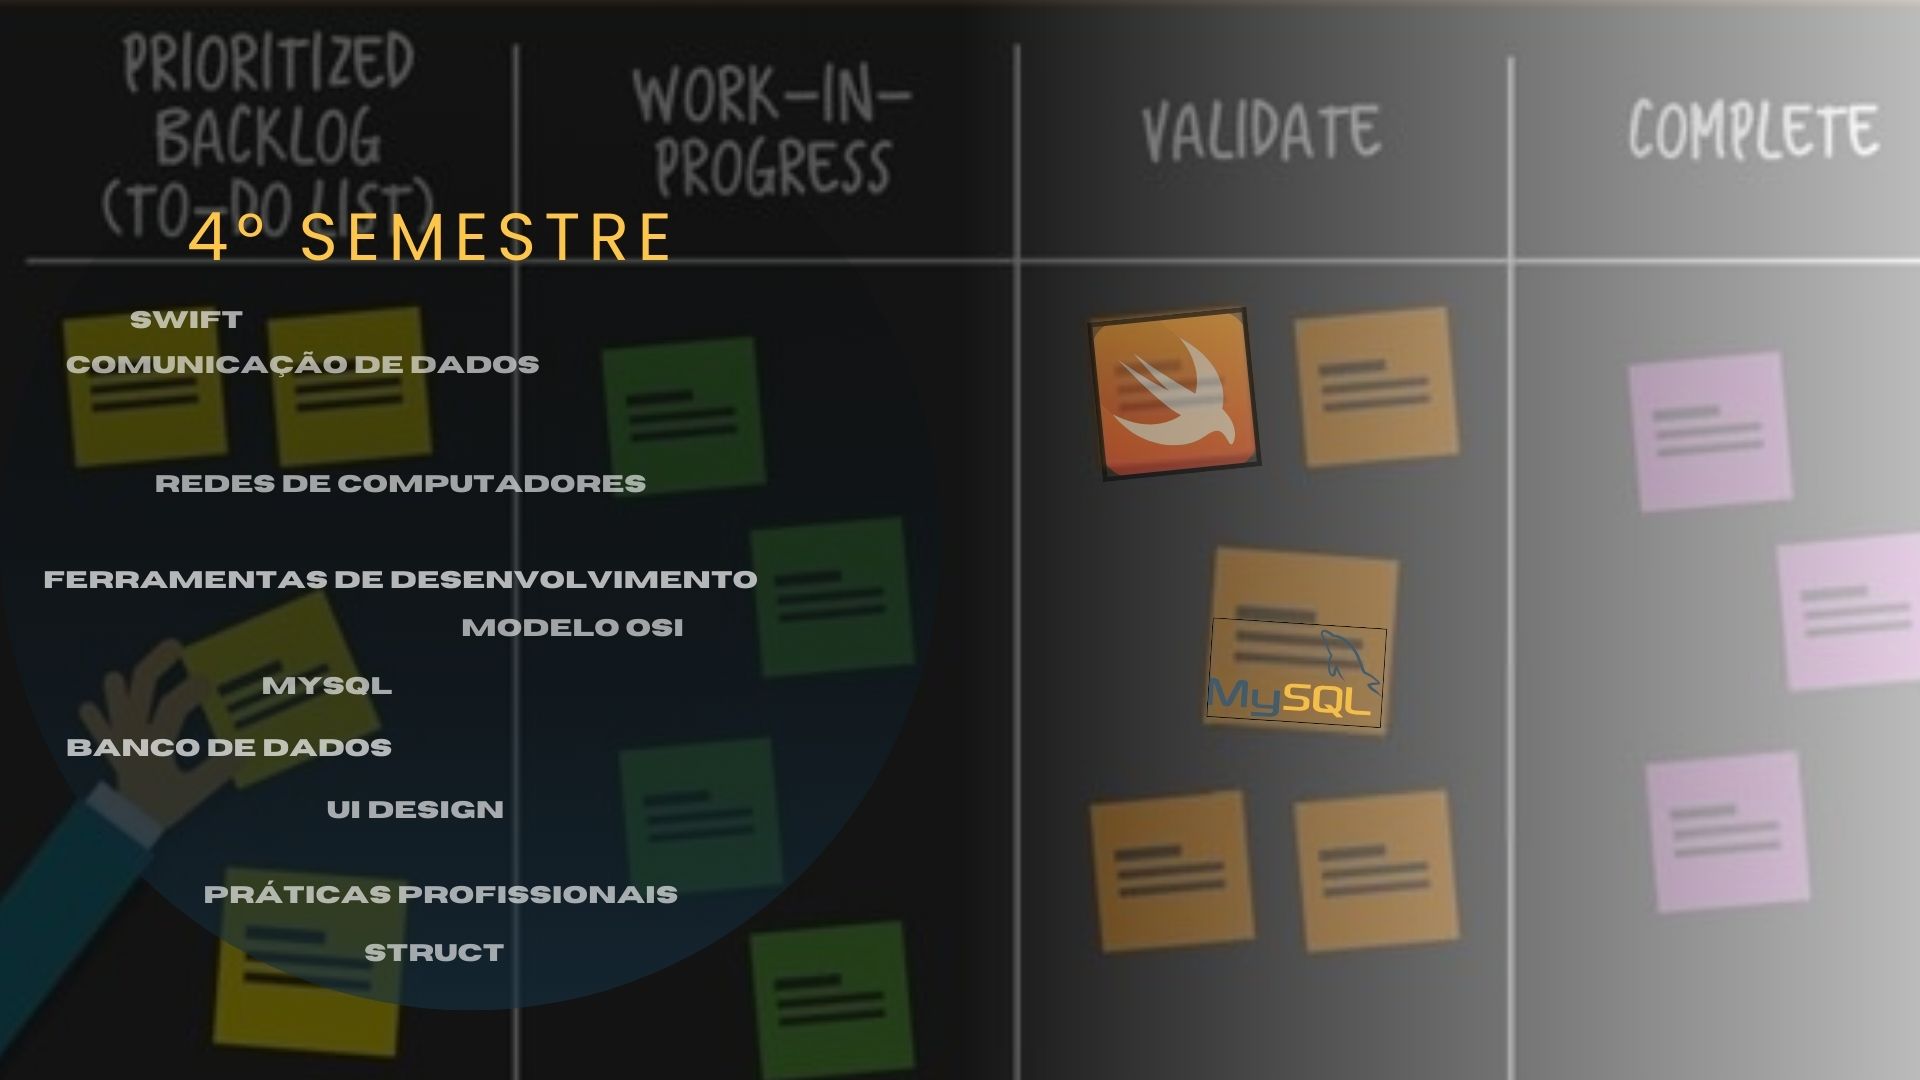 PRIORITIZED
BACKLOG
(TO-DO LIST)
WORK-IN-
PROGRESS
VALIDATE
COMPLETE
4º SEMESTRE
SWIFT
COMUNICAÇÃO DE DADOS
REDES DE COMPUTADORES
FERRAMENTAS DE DESENVOLVIMENTO
MODELO OSI
MYSQL
BANCO DE DADOS
UI DESIGN
PRÁTICAS PROFISSIONAIS
STRUCT
MySQL